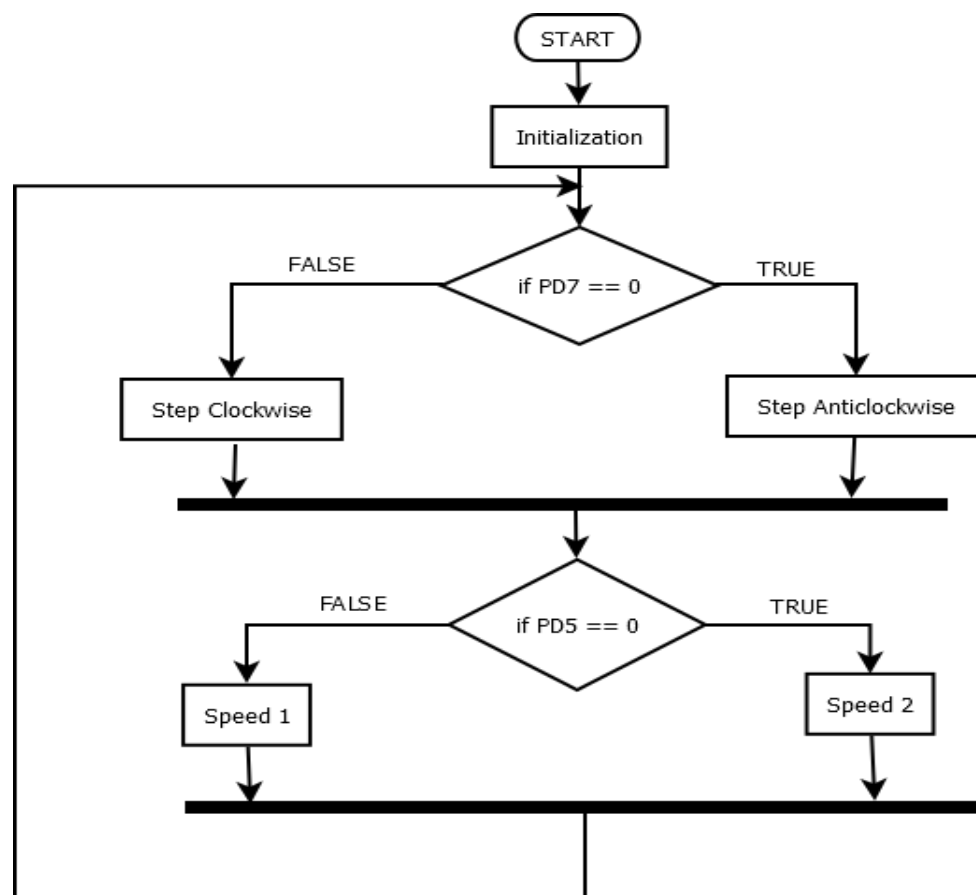 START
Initialization
if PD7 == 0
FALSE
TRUE
Step Clockwise
Step Anticlockwise
if PD5 == 0
FALSE
TRUE
Speed 1
Speed 2